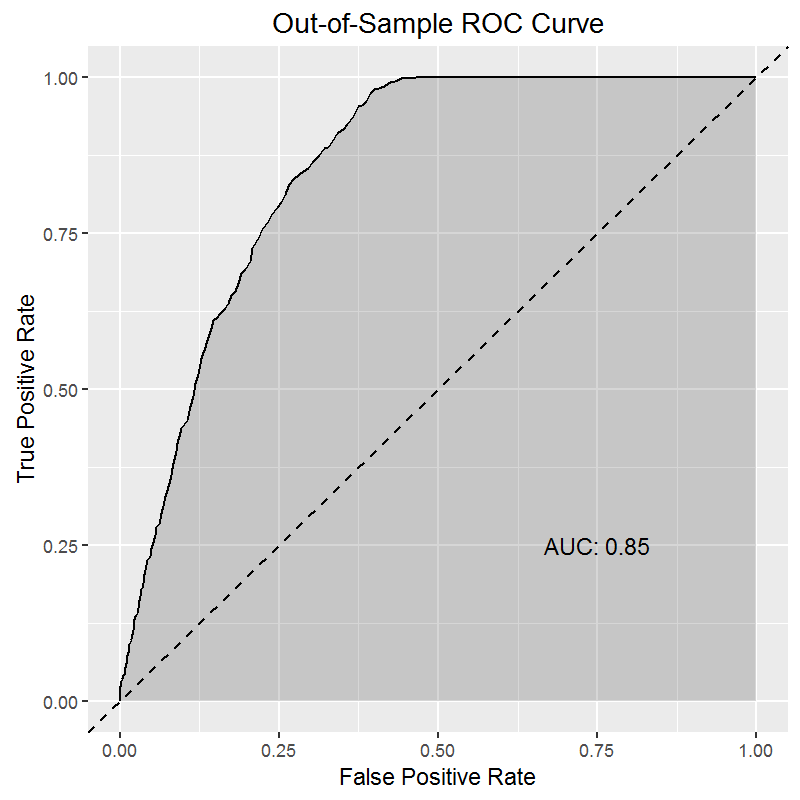 Out-of-Sample ROC Curve
True Positive Rate
1.00
0.75
0.50
0.25
0.00
AUC: 0.85
0.00 0.25 0.50 0.75 1.00
False Positive Rate